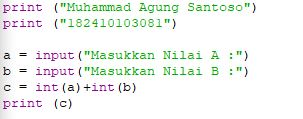 print ("Muhammad Agung Santoso")
print ("182410103081")
a = input("Masukkan Nilai A :")
b = input("Masukkan Nilai B :")
c = int(a)+int(b)
print (c)